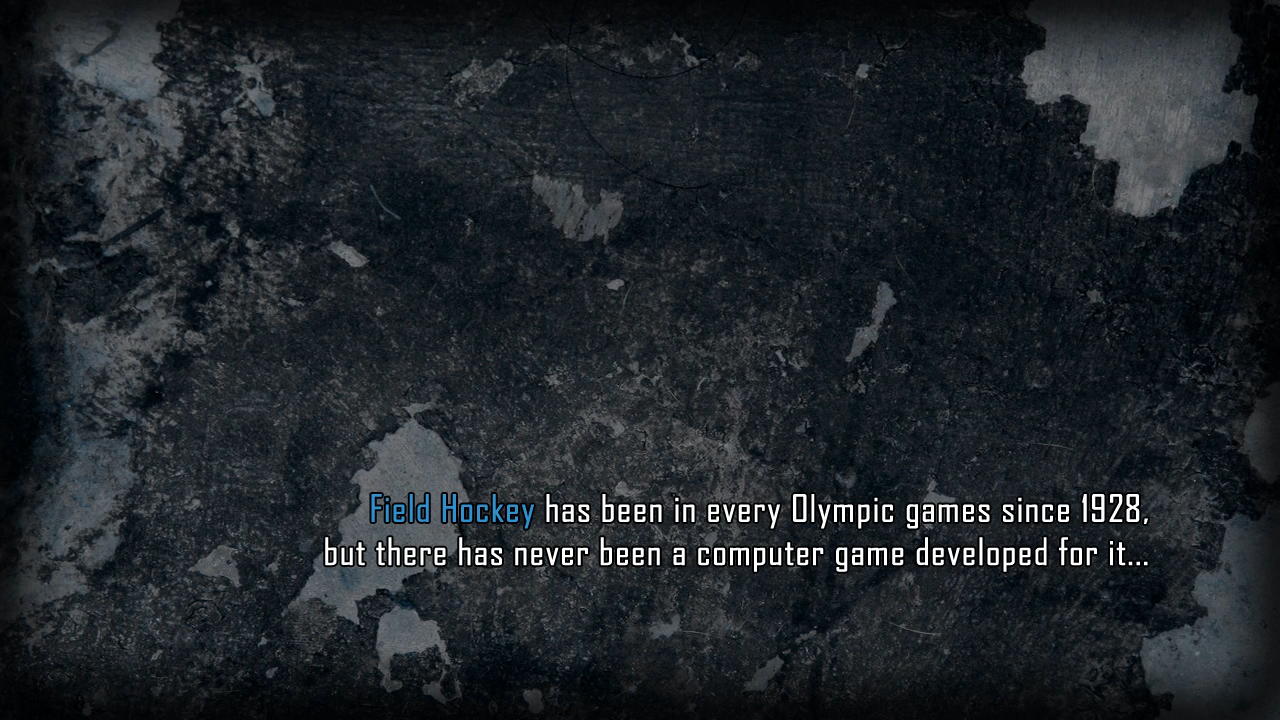 Field Hockey has been in every Olympic games since 1928,
but there has never been a computer game developed for it...